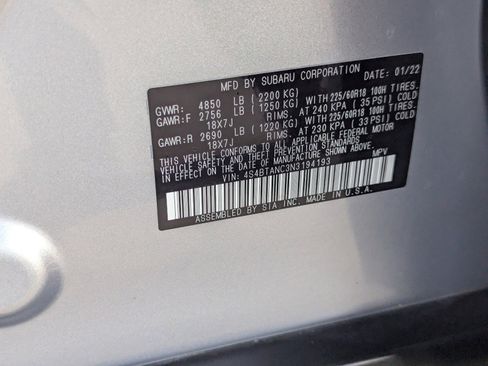 MFD BY SUBARU CORPORATION DATE: 01/22
GVWR: 4850 LB (2200 KG)
GAWR:F 2756 LB (1250 KG) WITH 225/60R18 100H TIRES.
18X7J RIMS. AT 240 KPA (35 PSI) COLD
GAWR:R 2690 LB (1220 KG) WITH 225/60R18 100H TIRES.
18X7J RIMS. AT 230 KPA (33 PSI) COLD
THIS VEHICLE CONFORMS TO ALL APPLICABLE FEDERAL MOTOR
VEHICLE SAFETY AND THEFT PREVENTION STANDARDS IN EFFECT
ON THE DATE OF MANUFACTURE SHOWN ABOVE.
VIN: 4S4BTANC3N3194193 MPV
ASSEMBLED BY SIA INC. MADE IN U.S.A.